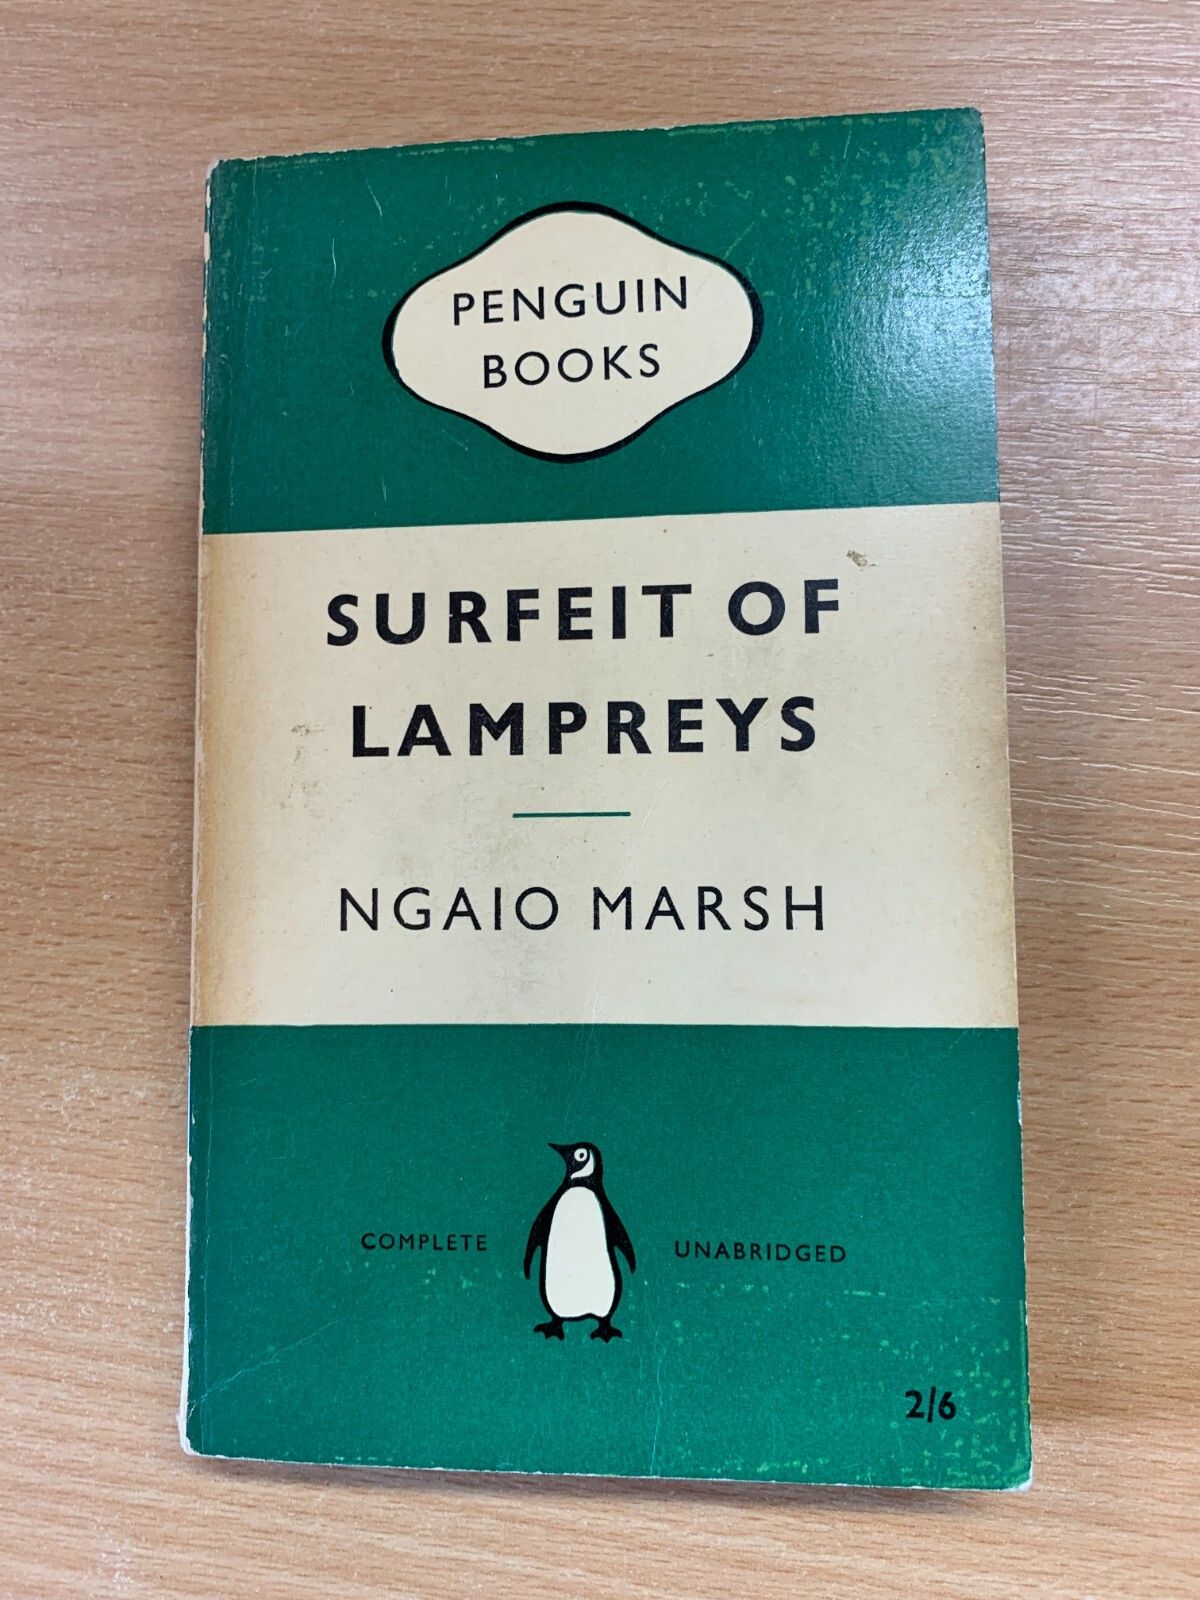 PENGUIN
BOOKS
SURFEIT OF
LAMPREYS
NGAIO MARSH
COMPLETE UNABRIDGED
2/6